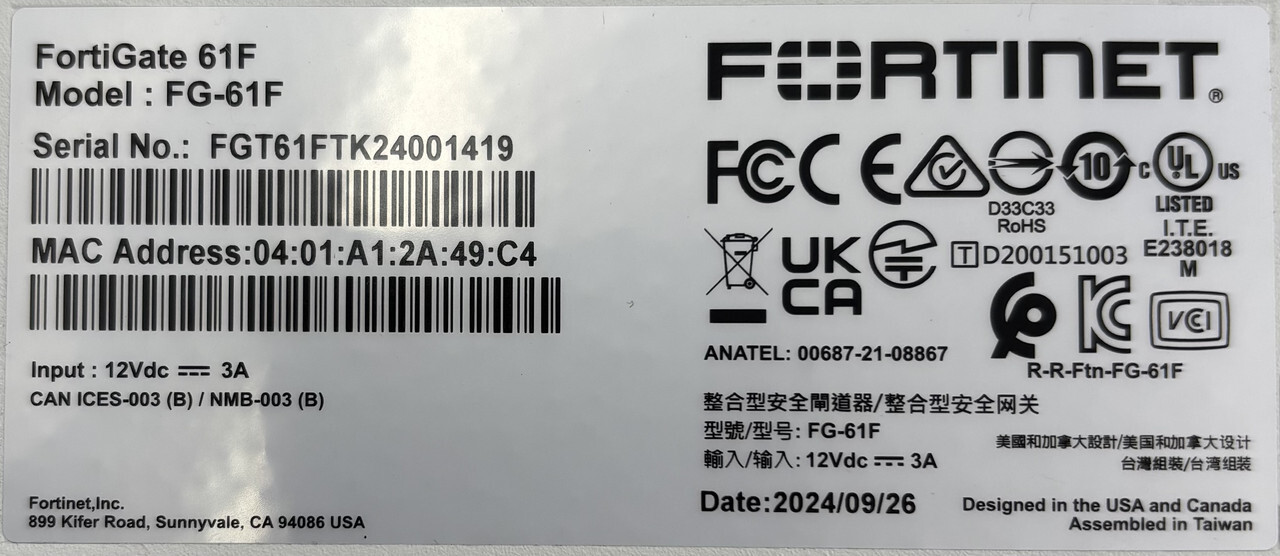 FortiGate 61F
Model : FG-61F
Serial No.: FGT61FTK24001419
MAC Address:04:01:A1:2A:49:C4
Input : 12Vdc ⎓ 3A
CAN ICES-003 (B) / NMB-003 (B)
Fortinet,Inc.
899 Kifer Road, Sunnyvale, CA 94086 USA
FORTINET®
FCC CE 10 C UL US
D33C33
RoHS
LISTED
I.T.E.
E238018
M
UK
CA
T D200151003
KC
VCCI
ANATEL: 00687-21-08867
R-R-Ftn-FG-61F
整合型安全閘道器/整合型安全网关
型號/型号: FG-61F
輸入/输入: 12Vdc ⎓ 3A
美國和加拿大設計/美国和加拿大设计
台灣組裝/台湾组装
Date:2024/09/26
Designed in the USA and Canada
Assembled in Taiwan